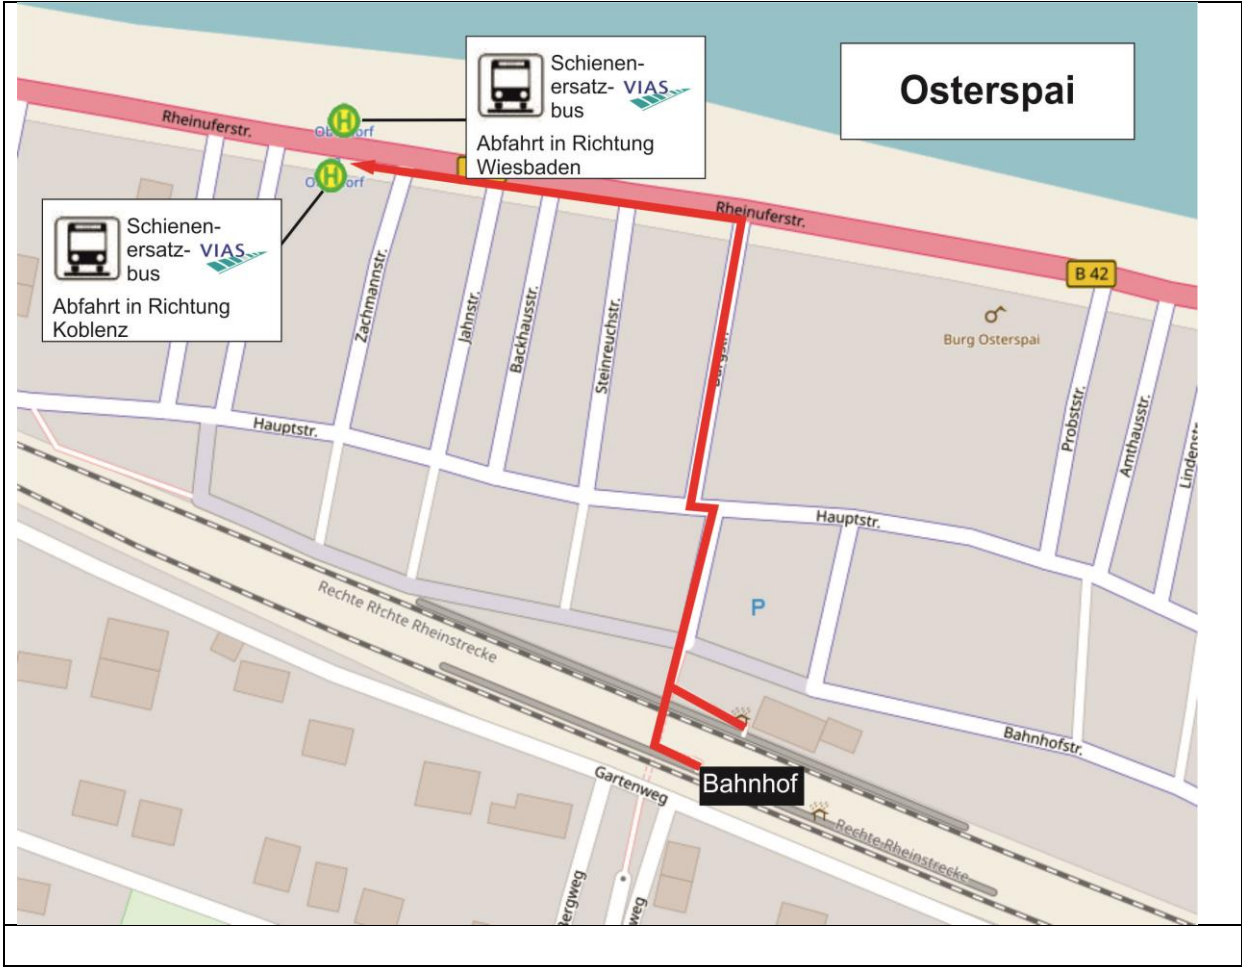 Osterspai
Schienen-
ersatz-
bus
VIAS
Abfahrt in Richtung
Wiesbaden
Rheinuferstr.
H
H
Schienen-
ersatz-
bus
VIAS
Abfahrt in Richtung
Koblenz
Rheinuferstr.
B 42
Burg Osterspai
Zachmannstr.
Jahnstr.
Backhausstr.
Steinreuchstr.
Probststr.
Amthausstr.
Hauptstr.
Hauptstr.
P
Rechte Rhchte Rheinstrecke
Bahnhofstr.
Bahnhof
Gartenweg
Rechte Rheinstrecke